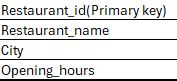 Restaurant_id(Primary key)
Restaurant_name
City
Opening_hours